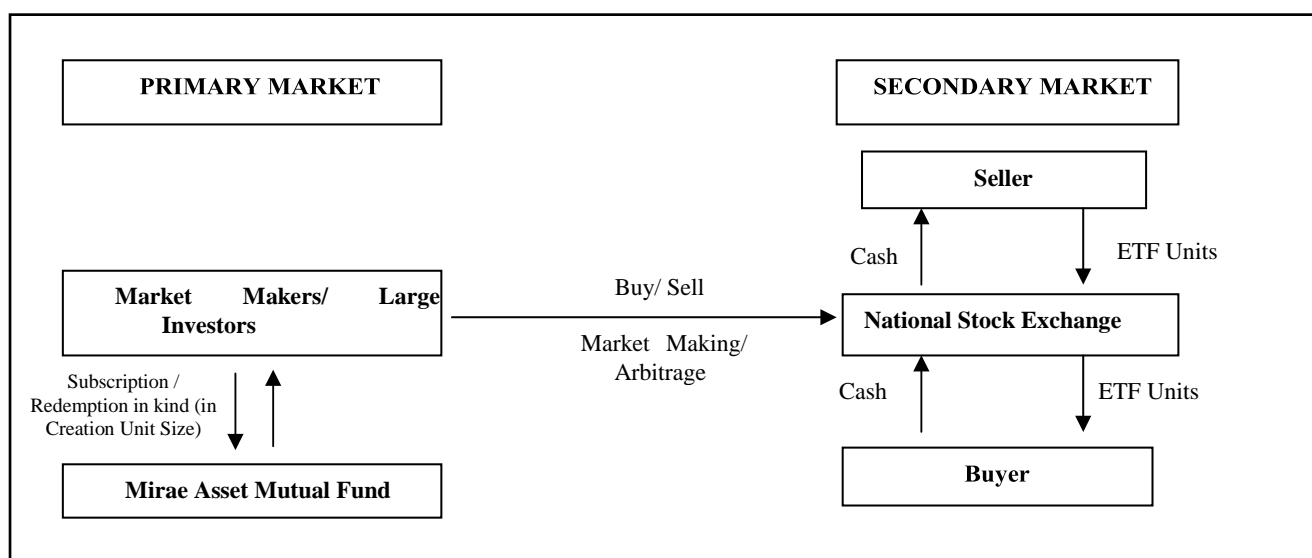 PRIMARY MARKET
SECONDARY MARKET
Seller
Cash
ETF Units
Market Makers/ Large
Investors
Buy/ Sell
National Stock Exchange
Market Making/
Arbitrage
Subscription /
Redemption in kind (in
Creation Unit Size)
Cash
ETF Units
Mirae Asset Mutual Fund
Buyer